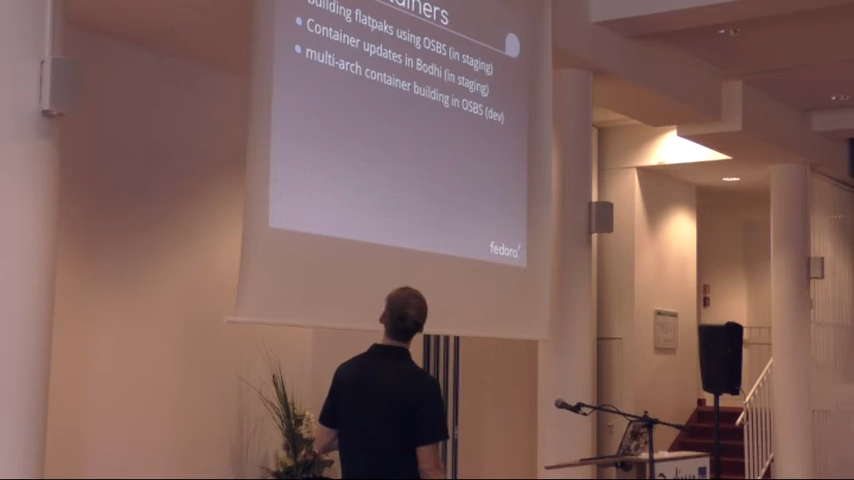 building flatpaks using OSBS (in staging)
Container updates in Bodhi (in staging)
multi-arch container building in OSBS (dev)
fedora